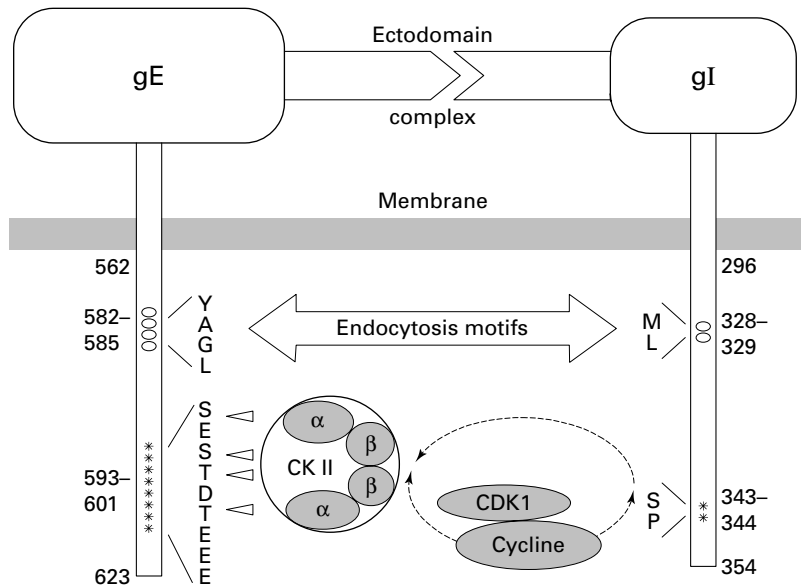 Ectodomain
gE
gI
complex
Membrane
562
296
582–
585
Y
A
G
L
Endocytosis motifs
M
L
328–
329
S
E
S
T
D
T
E
E
E
593–
601
α
β
CK II
β
α
CDK1
Cycline
S
P
343–
344
623
354
*
*
*
*
*
*
*
*
*